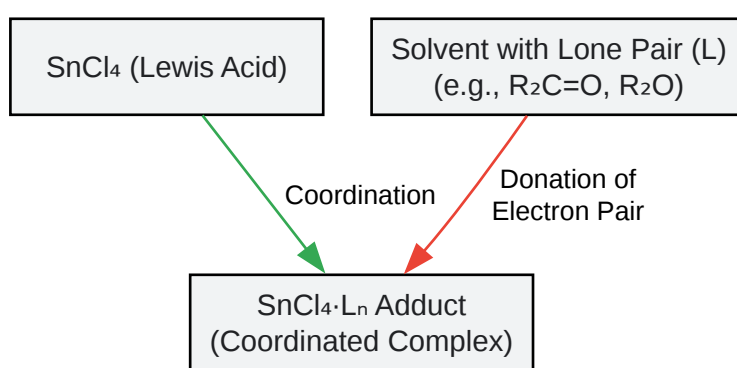 SnCl₄ (Lewis Acid)
Solvent with Lone Pair (L)
(e.g., R₂C=O, R₂O)
Coordination
Donation of
Electron Pair
SnCl₄·Lₙ Adduct
(Coordinated Complex)